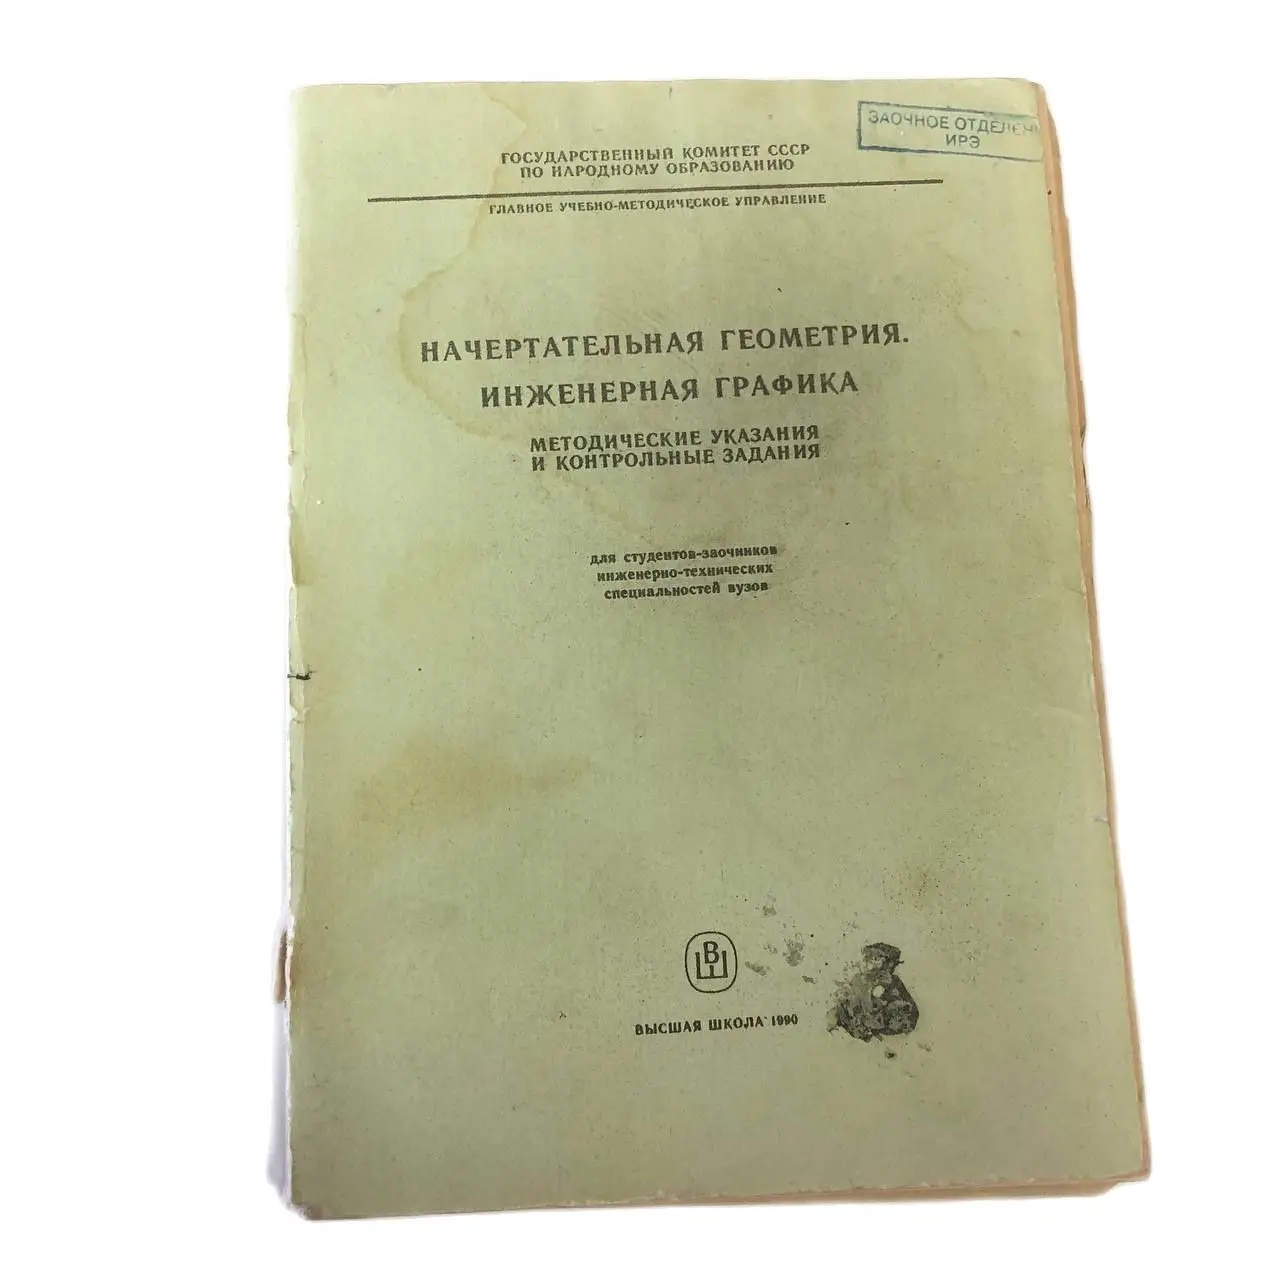 ЗАОЧНОЕ ОТДЕЛЕН
ИРЭ
ГОСУДАРСТВЕННЫЙ КОМИТЕТ СССР
ПО НАРОДНОМУ ОБРАЗОВАНИЮ
ГЛАВНОЕ УЧЕБНО-МЕТОДИЧЕСКОЕ УПРАВЛЕНИЕ
НАЧЕРТАТЕЛЬНАЯ ГЕОМЕТРИЯ.
ИНЖЕНЕРНАЯ ГРАФИКА
МЕТОДИЧЕСКИЕ УКАЗАНИЯ
И КОНТРОЛЬНЫЕ ЗАДАНИЯ
для студентов-заочников
инженерно-технических
специальностей вузов
ВШ
ВЫСШАЯ ШКОЛА 1990